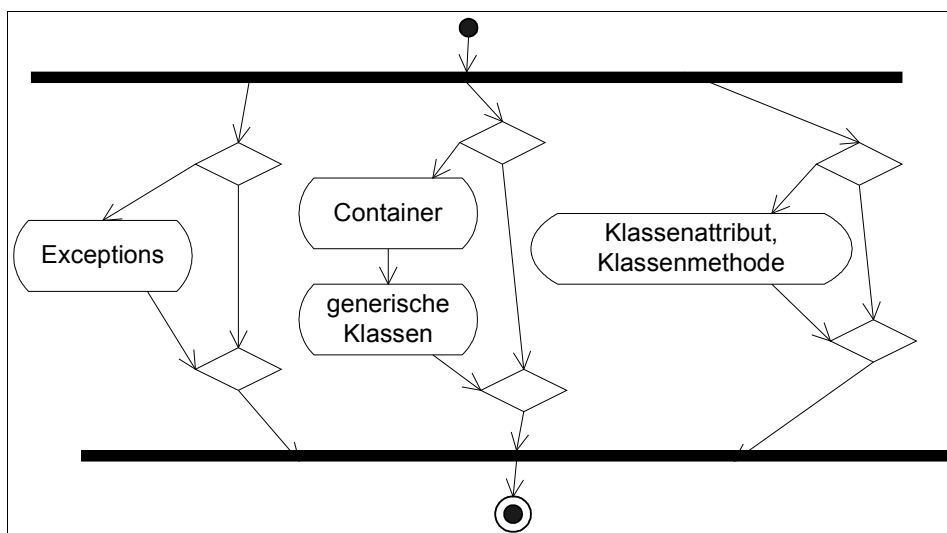 Exceptions
Container
generische
Klassen
Klassenattribut,
Klassenmethode